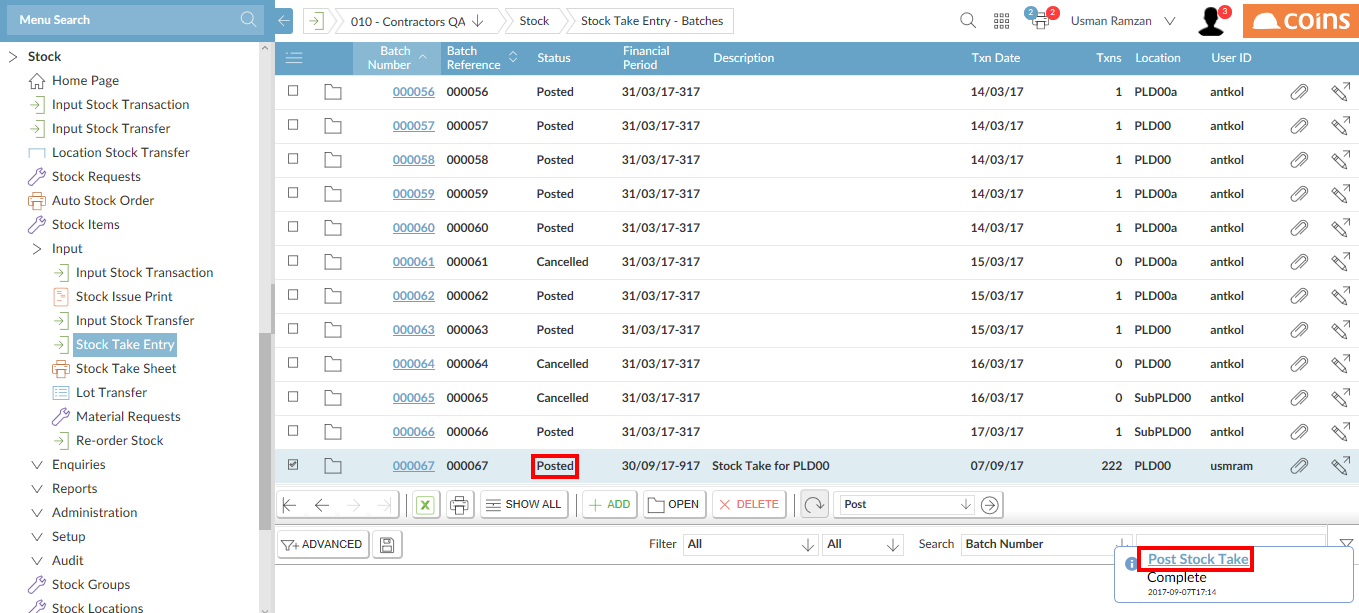 Menu Search
010 - Contractors QA
Stock
Stock Take Entry - Batches
2
2
Usman Ramzan
3
coins
Stock
Home Page
Input Stock Transaction
Input Stock Transfer
Location Stock Transfer
Stock Requests
Auto Stock Order
Stock Items
Input
Input Stock Transaction
Stock Issue Print
Input Stock Transfer
Stock Take Entry
Stock Take Sheet
Lot Transfer
Material Requests
Re-order Stock
Enquiries
Reports
Administration
Setup
Audit
Stock Groups
Stock Locations
Batch Number Batch Reference Status Financial Period Description Txn Date Txns Location User ID
000056 000056 Posted 31/03/17-317 14/03/17 1 PLD00a antkol
000057 000057 Posted 31/03/17-317 14/03/17 1 PLD00 antkol
000058 000058 Posted 31/03/17-317 14/03/17 1 PLD00 antkol
000059 000059 Posted 31/03/17-317 14/03/17 1 PLD00a antkol
000060 000060 Posted 31/03/17-317 14/03/17 1 PLD00a antkol
000061 000061 Cancelled 31/03/17-317 15/03/17 0 PLD00a antkol
000062 000062 Posted 31/03/17-317 15/03/17 1 PLD00a antkol
000063 000063 Posted 31/03/17-317 15/03/17 1 PLD00 antkol
000064 000064 Cancelled 31/03/17-317 16/03/17 0 PLD00 antkol
000065 000065 Cancelled 31/03/17-317 16/03/17 0 SubPLD00 antkol
000066 000066 Posted 31/03/17-317 17/03/17 1 SubPLD00 antkol
000067 000067 Posted 30/09/17-917 Stock Take for PLD00 07/09/17 222 PLD00 usmram
X SHOW ALL + ADD OPEN DELETE Post
ADVANCED Filter All All Search Batch Number
Post Stock Take
Complete
2017-09-07T17:14